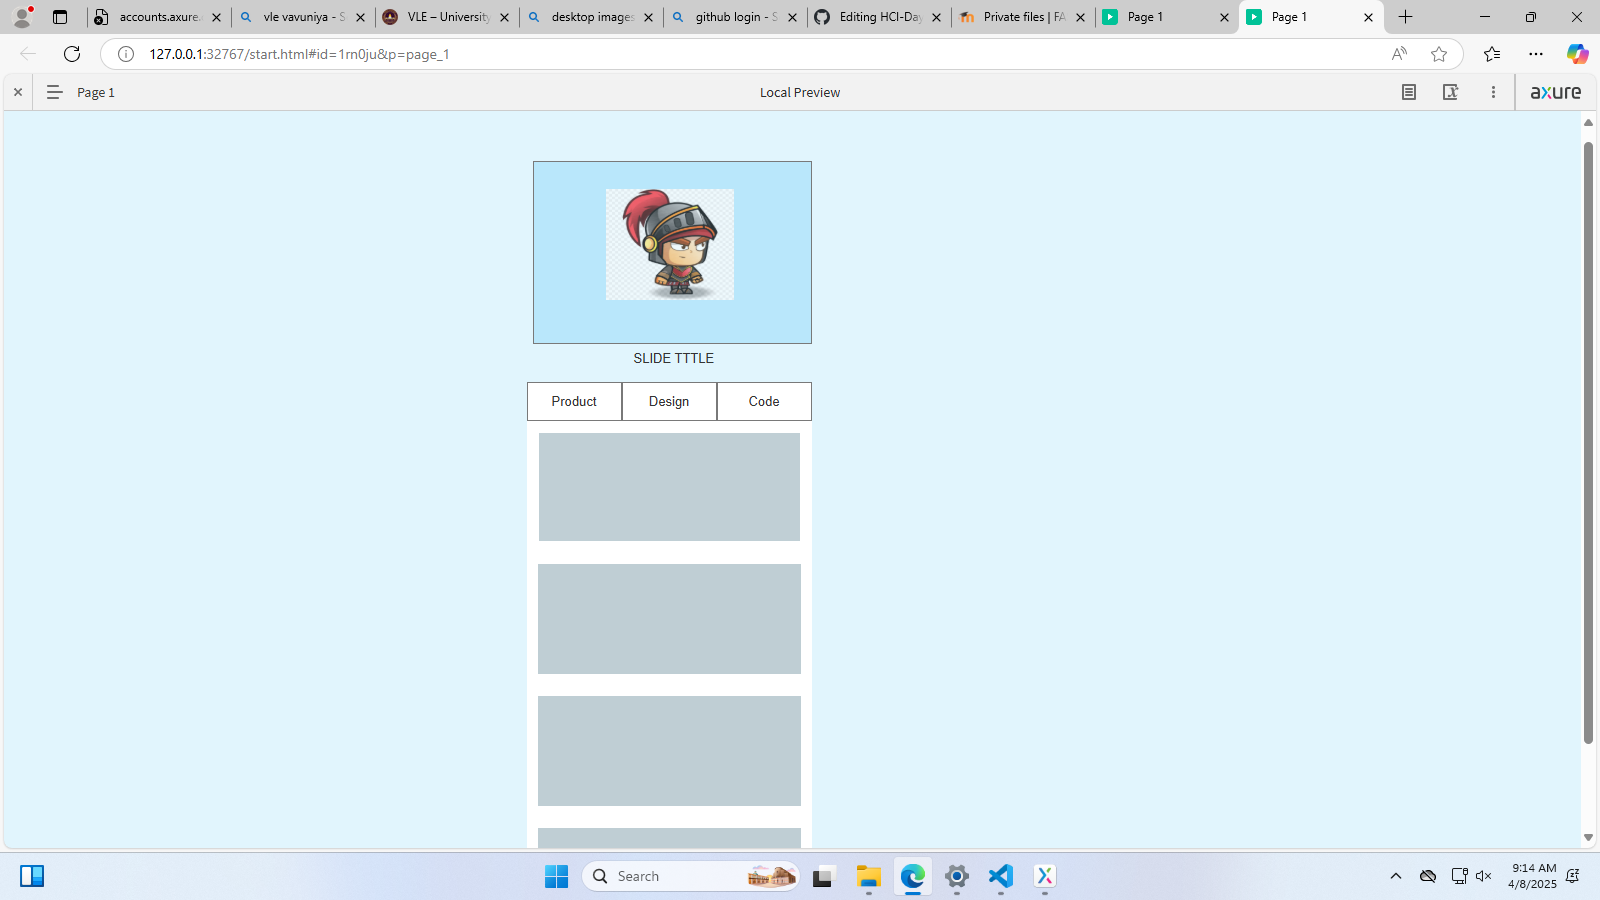 accounts.axure.
vle vavuniya - S
VLE – University
desktop images
github login - S
Editing HCI-Day
Private files | FA
Page 1
Page 1
127.0.0.1:32767/start.html#id=1rn0ju&p=page_1
Page 1
Local Preview
axure
SLIDE TTTLE
Product
Design
Code
Search
9:14 AM
4/8/2025